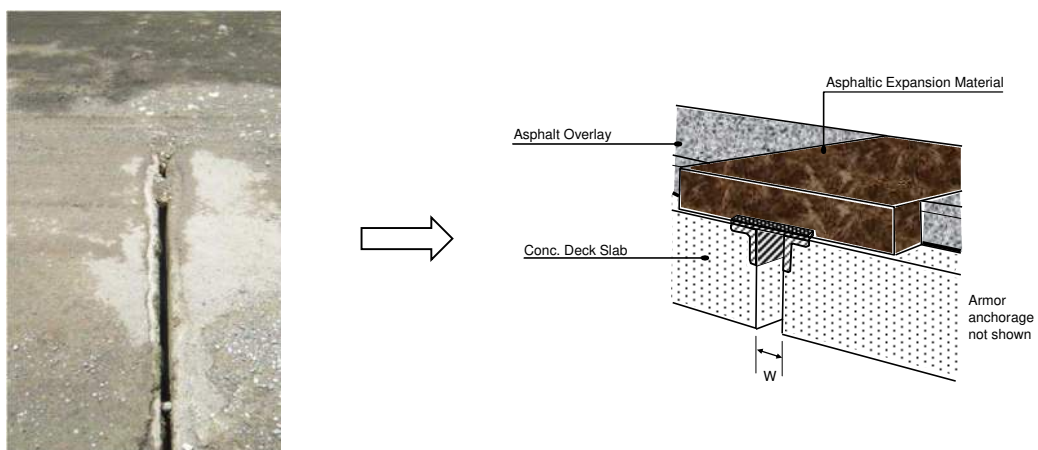 Asphaltic Expansion Material
Asphalt Overlay
Conc. Deck Slab
Armor
anchorage
not shown
W